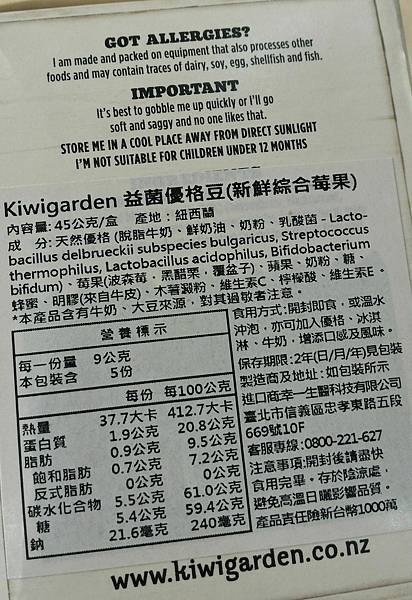 GOT ALLERGIES?
I am made and packed on equipment that also processes other
foods and may contain traces of dairy, soy, egg, shellfish and fish.
IMPORTANT
It's best to gobble me up quickly or I'll go
soft and saggy and no one likes that.
STORE ME IN A COOL PLACE AWAY FROM DIRECT SUNLIGHT
I'M NOT SUITABLE FOR CHILDREN UNDER 12 MONTHS
Kiwigarden 益菌優格豆(新鮮綜合莓果)
內容量:45公克/盒 產地:紐西蘭
成 分:天然優格(脫脂牛奶、鮮奶油、奶粉、乳酸菌-Lacto-
bacillus delbrueckii subspecies bulgaricus, Streptococcus
thermophilus, Lactobacillus acidophilus, Bifidobacterium
bifidum)、莓果(波森莓、黑醋栗、覆盆子)、蘋果、奶粉、糖、
蜂蜜、明膠(來自牛皮)、木薯澱粉、維生素C、檸檬酸、維生素E。
*本產品含有牛奶、大豆來源,對其過敏者注意。
營養標示
每一份量 9公克
本包裝含 5份
每份 每100公克
熱量 37.7大卡 412.7大卡
蛋白質 1.9公克 20.8公克
脂肪 0.9公克 9.5公克
飽和脂肪 0.7公克 7.2公克
反式脂肪 0公克 0公克
碳水化合物 5.5公克 61.0公克
糖 5.4公克 59.4公克
鈉 21.6毫克 240毫克
食用方式:開封即食,或溫水
沖泡,亦可加入優格、冰淇
淋、牛奶,增添口感及風味。
保存期限:2年(日/月/年)見包裝
製造商及地址:如包裝所示
進口商:幸一生醫科技有限公司
臺北市信義區忠孝東路五段
669號10F
客服專線:0800-221-627
注意事項:開封後請盡快
食用完畢。存於陰涼處,
避免高溫日曬影響品質。
產品責任險新台幣1000萬
www.kiwigarden.co.nz